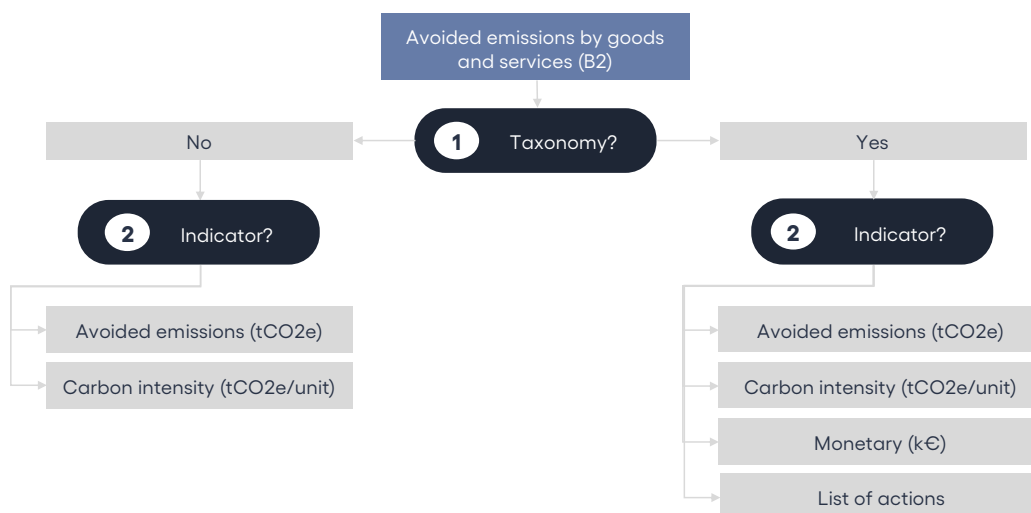 Avoided emissions by goods
and services (B2)
1 Taxonomy?
No
Yes
2 Indicator?
2 Indicator?
Avoided emissions (tCO2e)
Carbon intensity (tCO2e/unit)
Avoided emissions (tCO2e)
Carbon intensity (tCO2e/unit)
Monetary (k€)
List of actions